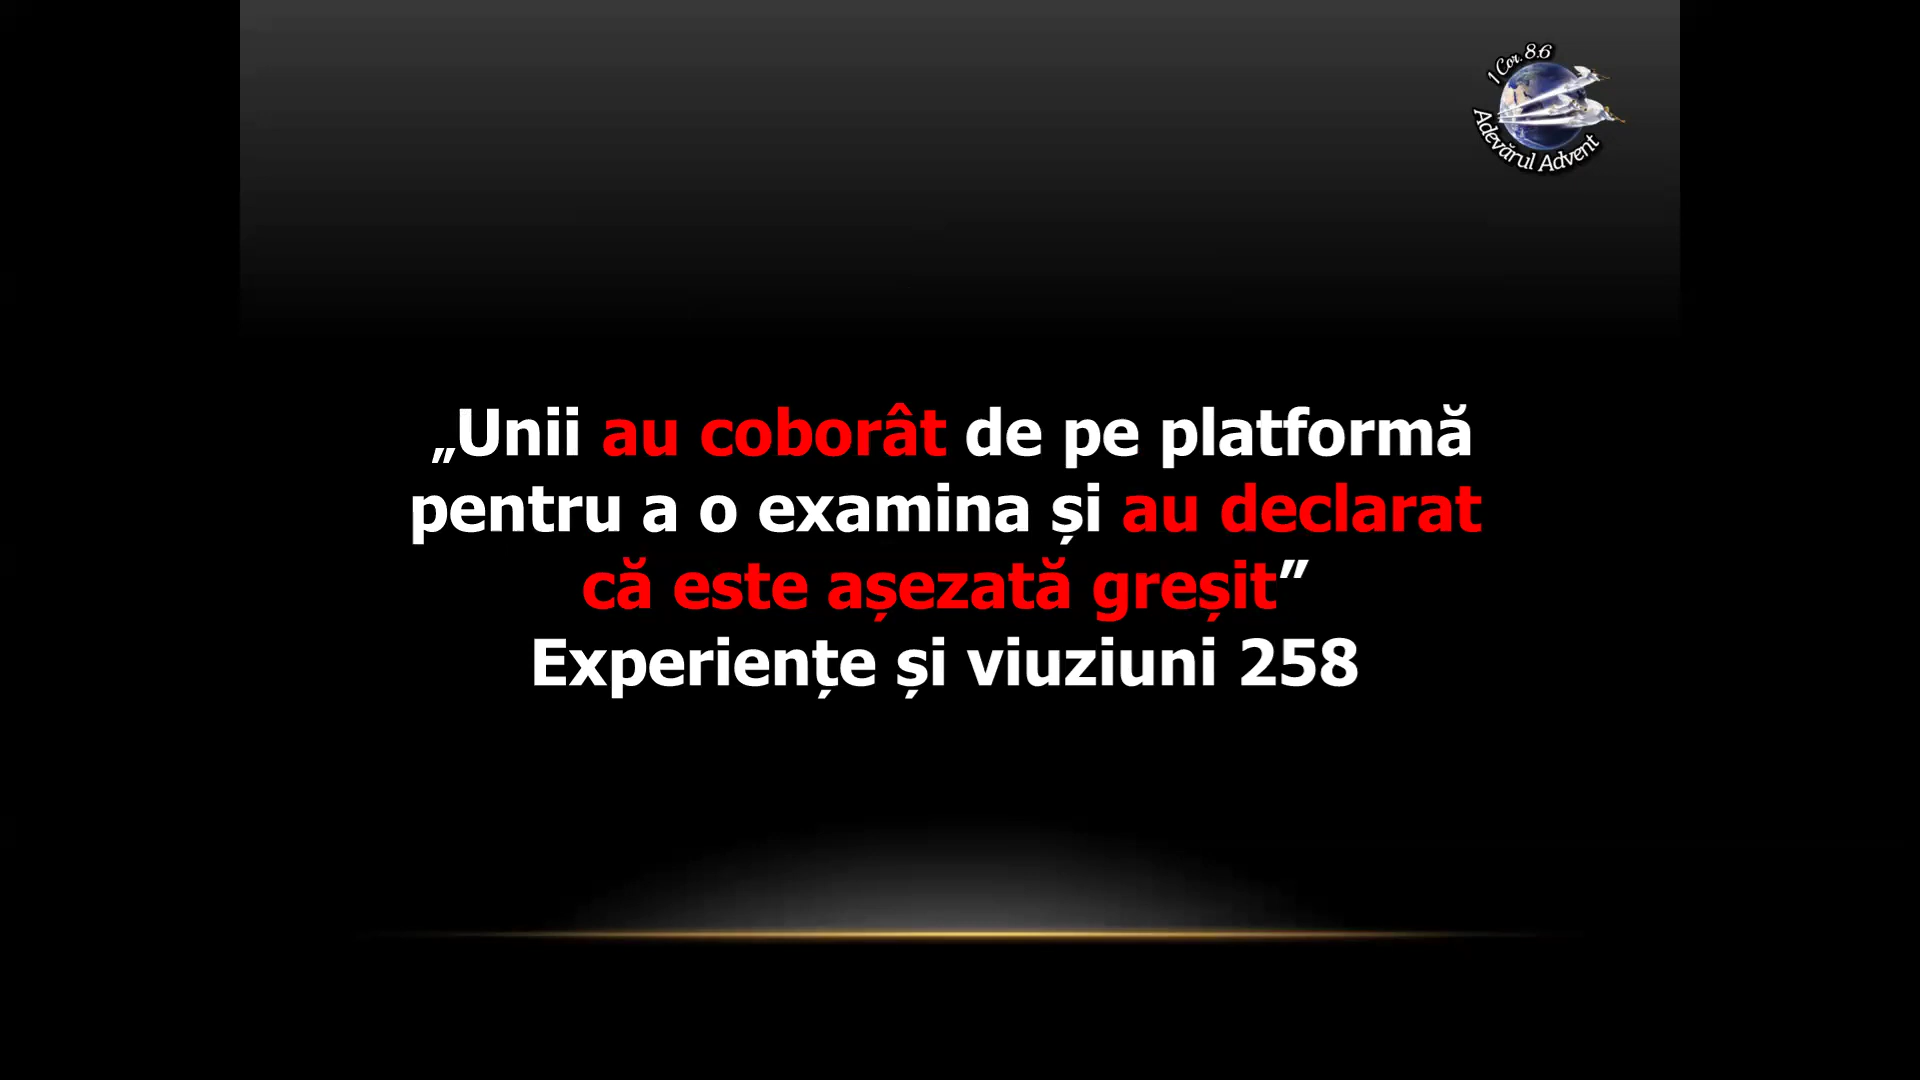 1 Cor. 8:6
Adevărul Advent
„Unii au coborât de pe platformă
pentru a o examina și au declarat
că este așezată greșit”
Experiențe și viuziuni 258